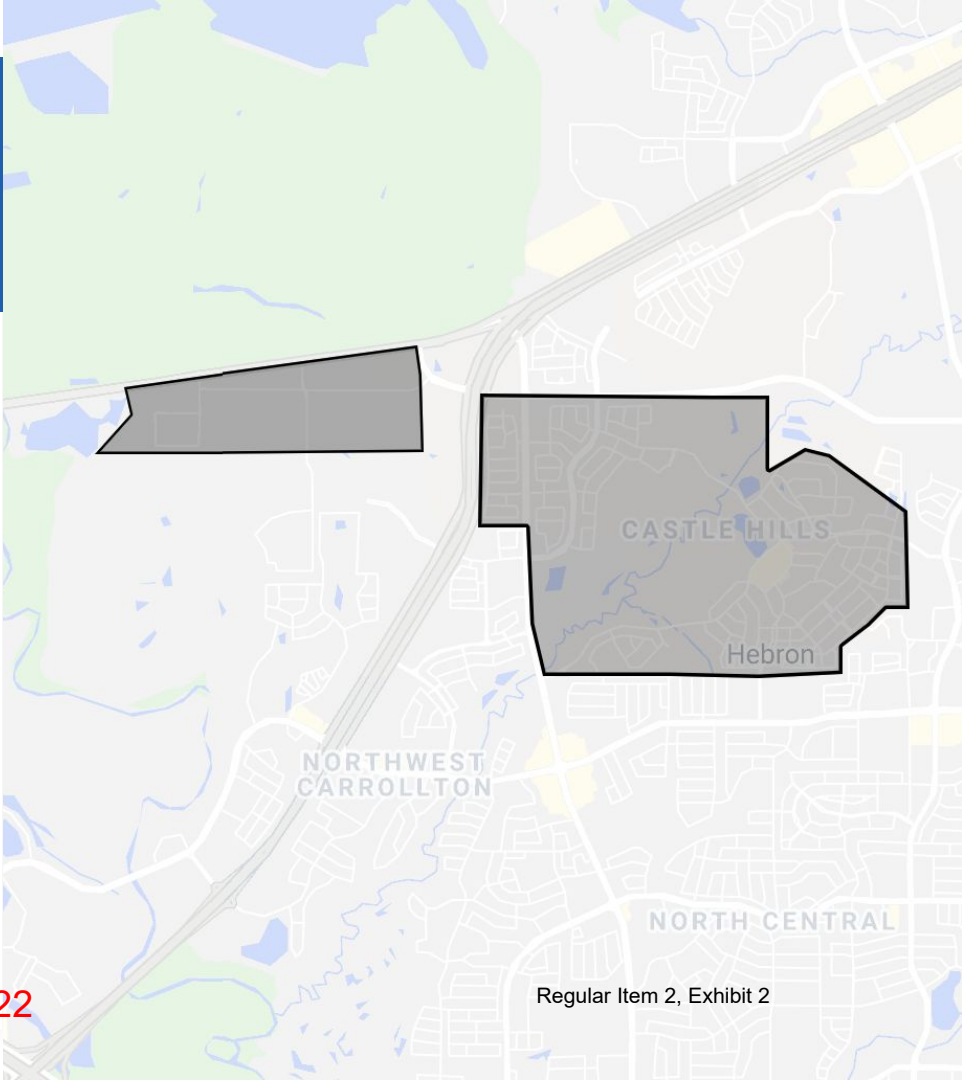 CASTLE HILLS
Hebron
NORTHWEST
CARROLLTON
NORTH CENTRAL
Regular Item 2, Exhibit 2
22